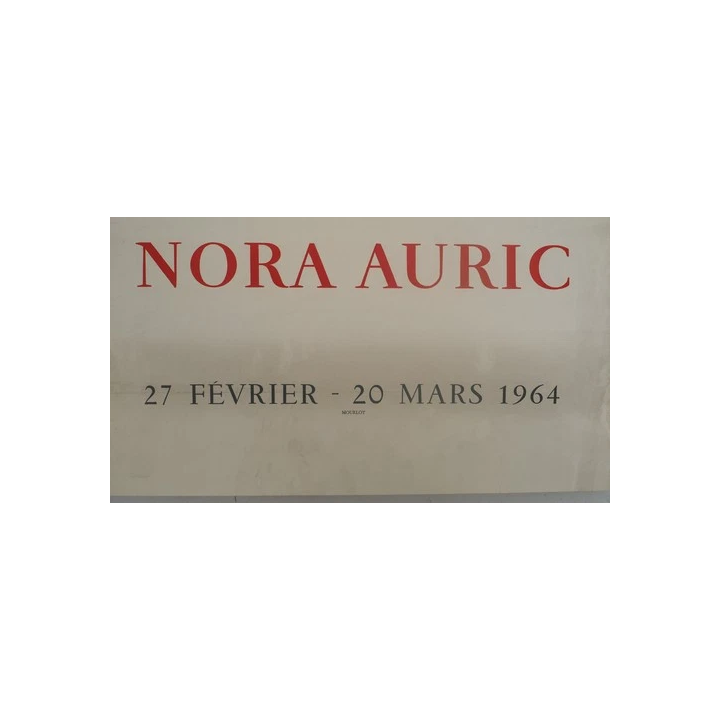 NORA AURIC
27 FÉVRIER - 20 MARS 1964
MOURLOT